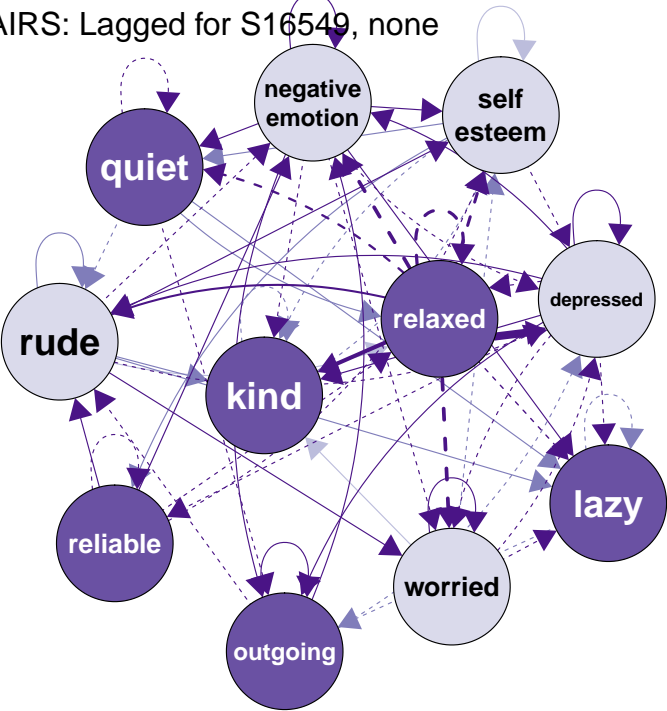 AIRS: Lagged for S16549, none
negative
emotion
self
esteem
quiet
depressed
relaxed
rude
kind
lazy
reliable
worried
outgoing